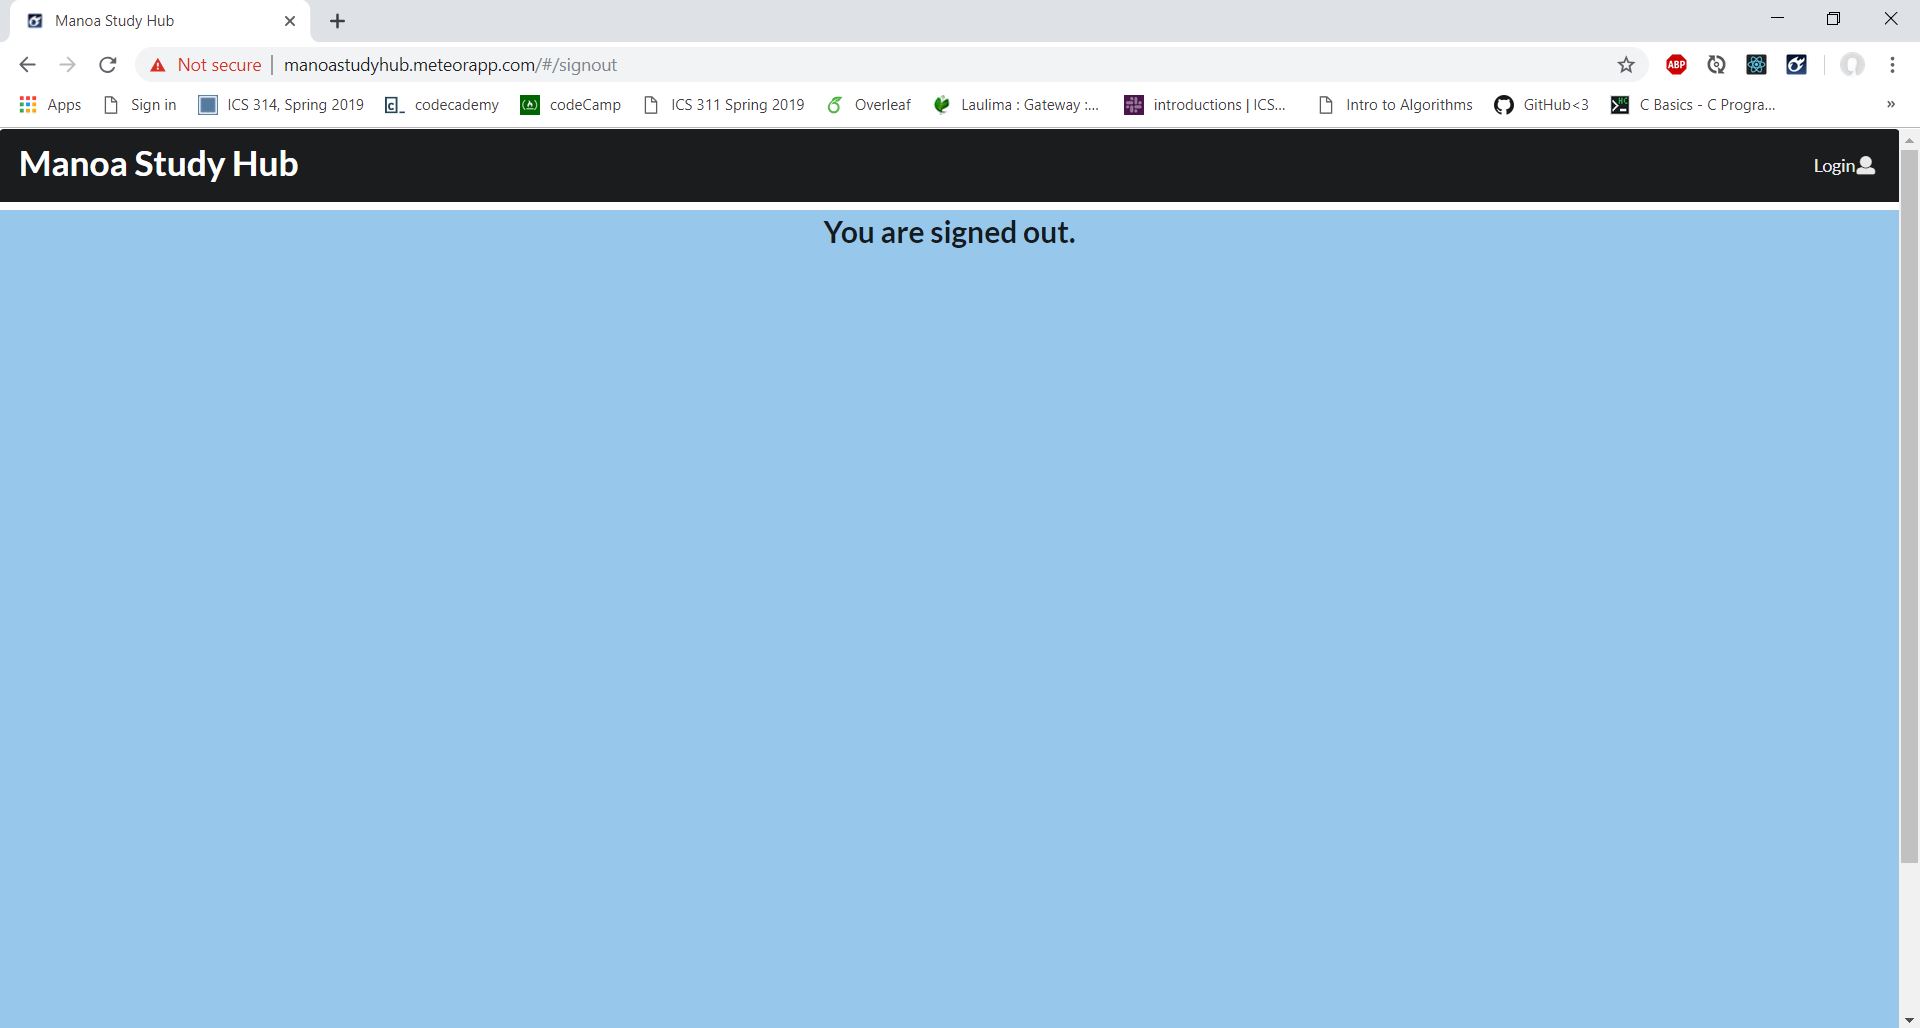 Manoa Study Hub
Not secure manoastudyhub.meteorapp.com/#/signout
ABP
Apps Sign in ICS 314, Spring 2019 codecademy codeCamp ICS 311 Spring 2019 Overleaf Laulima : Gateway :... introductions | ICS... Intro to Algorithms GitHub<3 C Basics - C Progra... »
Manoa Study Hub Login
You are signed out.